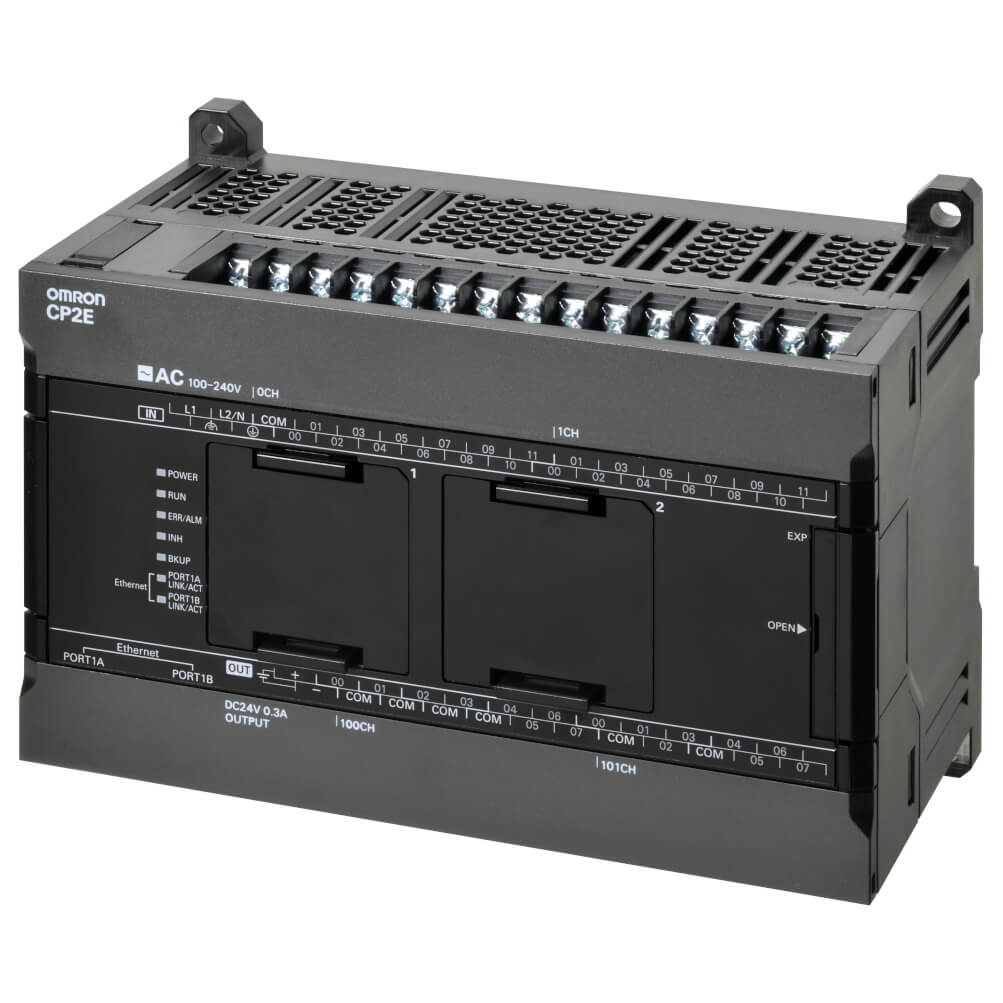 OMRON
CP2E
AC 100-240V 0CH
1CH
IN L1 L2/N COM 01 03 05 07 09 11 01 03 05 07 09 11
00 02 04 06 08 10 00 02 04 06 08 10
1
2
POWER
RUN
ERR/ALM
INH
BKUP
Ethernet
PORT1A
LINK/ACT
PORT1B
LINK/ACT
EXP
OPEN
Ethernet
PORT1A
PORT1B
OUT + 00 01 02 03 04 06 00 01 03 04 06
− COM COM COM COM 05 07 COM 02 COM 05 07
DC24V 0.3A
OUTPUT
100CH
101CH